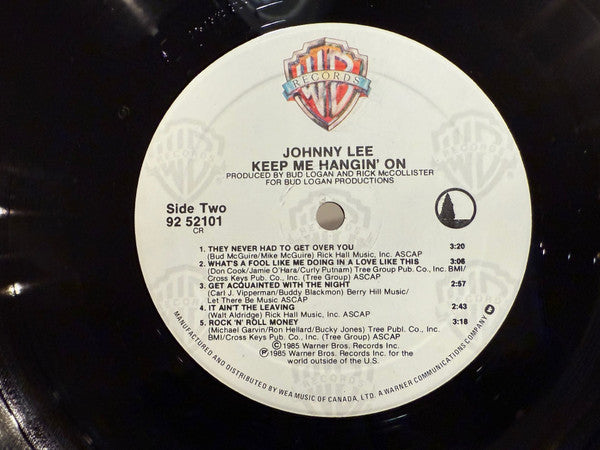 WB
RECORDS
JOHNNY LEE
KEEP ME HANGIN' ON
PRODUCED BY BUD LOGAN AND RICK McCOLLISTER
FOR BUD LOGAN PRODUCTIONS
Side Two
92 52101
CR
1. THEY NEVER HAD TO GET OVER YOU 3:20
(Bud McGuire/Mike McGuire) Rick Hall Music, Inc. ASCAP
2. WHAT'S A FOOL LIKE ME DOING IN A LOVE LIKE THIS 3:06
(Don Cook/Jamie O'Hara/Curly Putnam) Tree Group Pub. Co., Inc. BMI/
Cross Keys Pub. Co., Inc. (Tree Group) ASCAP
3. GET ACQUAINTED WITH THE NIGHT 2:57
(Carl J. Vipperman/Buddy Blackmon) Berry Hill Music/
Let There Be Music ASCAP
4. IT AIN'T THE LEAVING 2:43
(Walt Aldridge) Rick Hall Music, Inc. ASCAP
5. ROCK 'N' ROLL MONEY 3:18
(Michael Garvin/Ron Hellard/Bucky Jones) Tree Publ. Co., Inc.
BMI/Cross Keys Pub. Co., Inc. (Tree Group) ASCAP
©1985 Warner Bros. Records Inc.
℗1985 Warner Bros. Records Inc. for the
world outside of the U.S.
MANUFACTURED AND DISTRIBUTED BY WEA MUSIC OF CANADA, LTD. A WARNER COMMUNICATIONS COMPANY